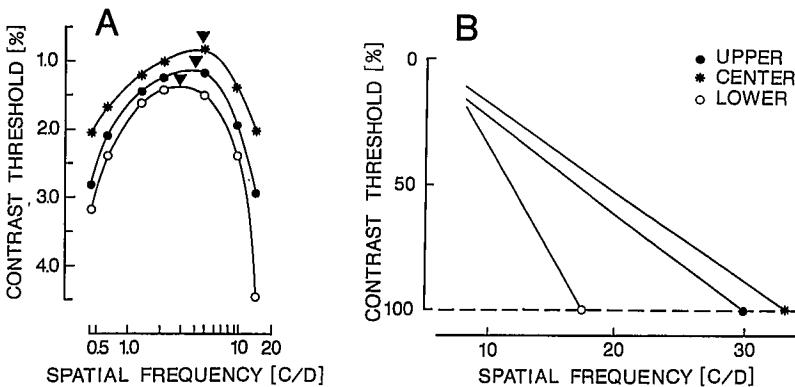 A
CONTRAST THRESHOLD [%]
1.0
2.0
3.0
4.0
0.5 1.0 10 20
SPATIAL FREQUENCY [C/D]
B
UPPER
CENTER
LOWER
CONTRAST THRESHOLD [%]
0
50
100
10 20 30
SPATIAL FREQUENCY [C/D]